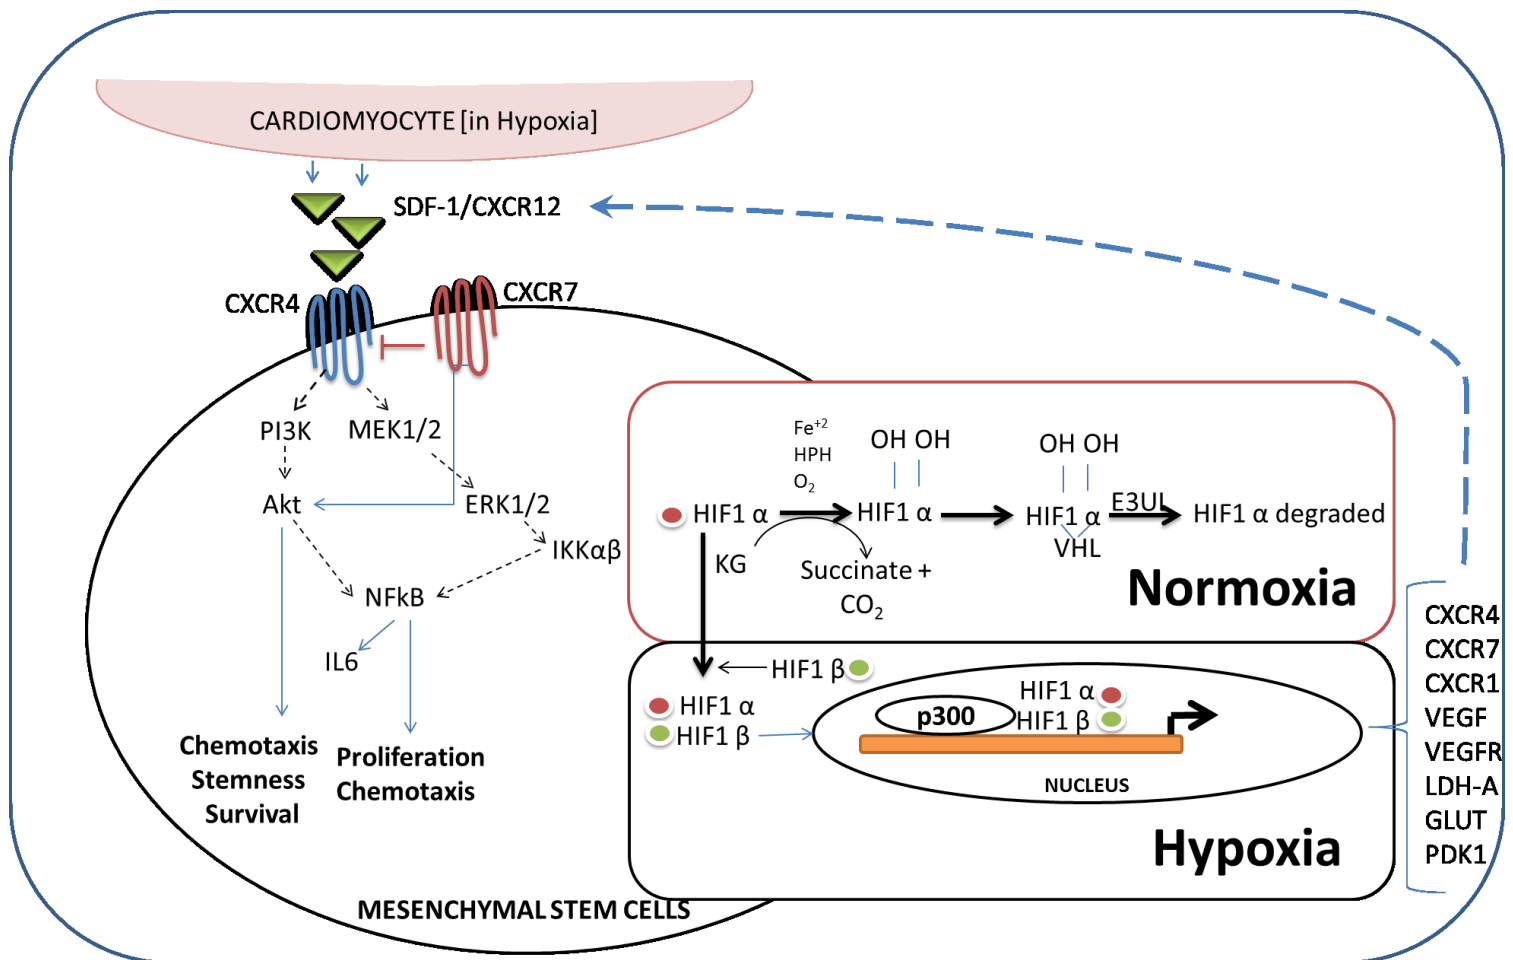 CARDIOMYOCYTE [in Hypoxia]
SDF-1/CXCR12
CXCR4
CXCR7
PI3K
MEK1/2
Akt
ERK1/2
IKKαβ
NFkB
IL6
Chemotaxis
Stemness
Survival
Proliferation
Chemotaxis
MESENCHYMAL STEM CELLS
Fe+2
HPH
O2
OH OH
OH OH
HIF1 α
HIF1 α
HIF1 α
E3UL
HIF1 α degraded
VHL
KG
Succinate +
CO2
Normoxia
HIF1 β
HIF1 α
HIF1 β
p300
HIF1 α
HIF1 β
NUCLEUS
Hypoxia
CXCR4
CXCR7
CXCR1
VEGF
VEGFR
LDH-A
GLUT
PDK1